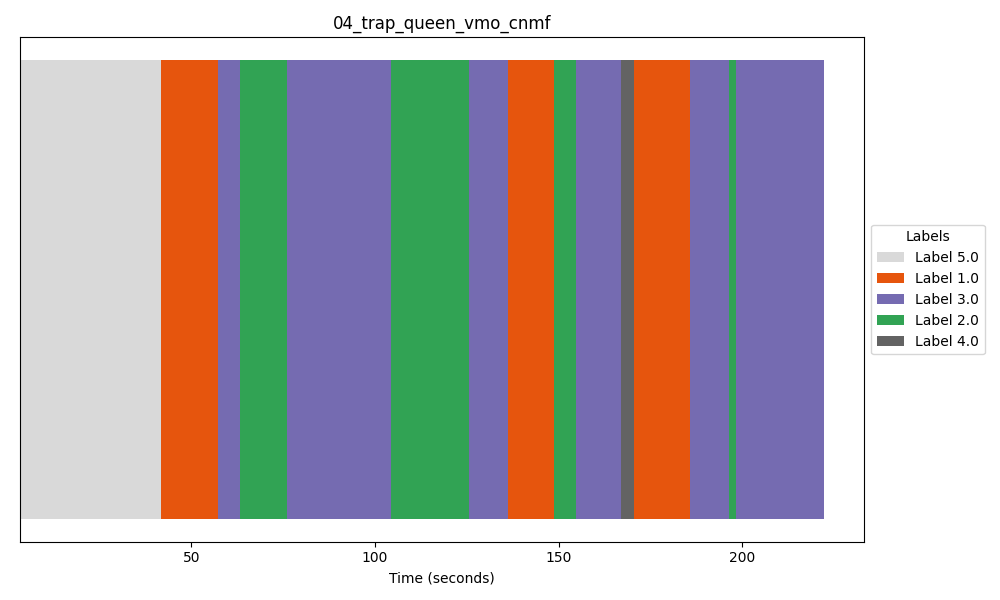 04_trap_queen_vmo_cnmf
Labels
Label 5.0
Label 1.0
Label 3.0
Label 2.0
Label 4.0
50
100
150
200
Time (seconds)